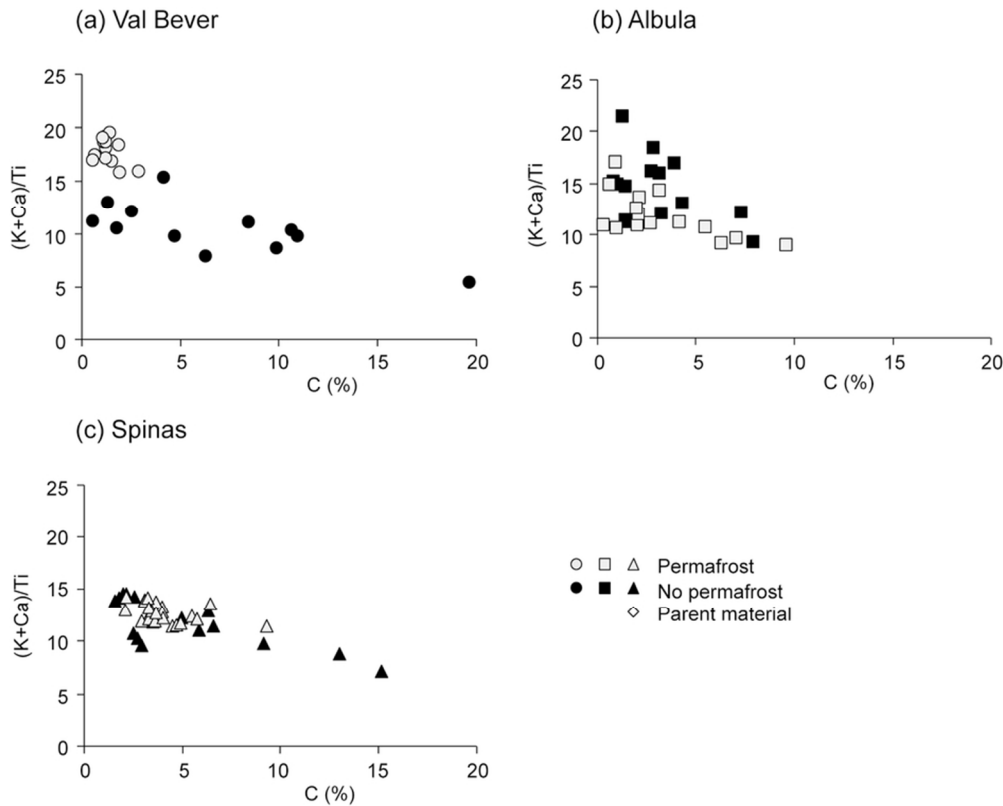 (a) Val Bever
(K+Ca)/Ti
25
20
15
10
5
0
0 5 10 15 20
C (%)
(b) Albula
(K+Ca)/Ti
25
20
15
10
5
0
0 5 10 15 20
C (%)
(c) Spinas
(K+Ca)/Ti
25
20
15
10
5
0
0 5 10 15 20
C (%)
Permafrost
No permafrost
Parent material